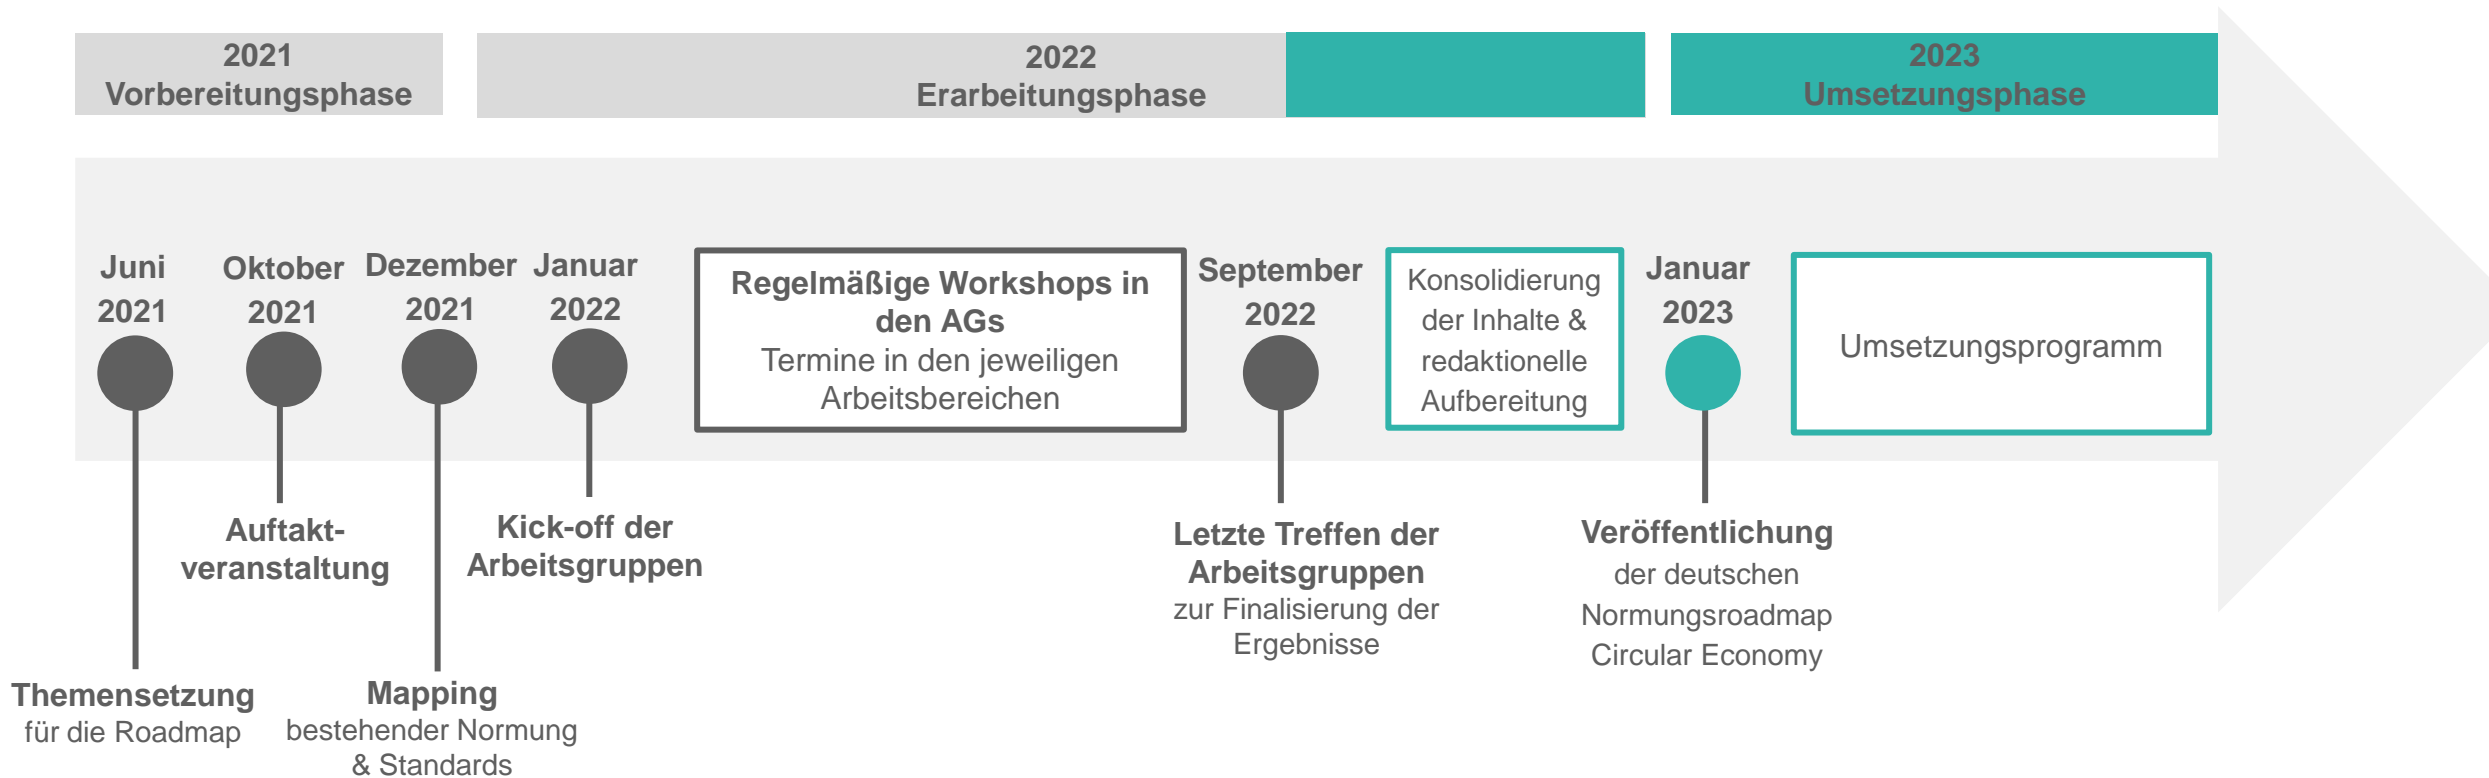 2021
Vorbereitungsphase
2022
Erarbeitungsphase
2023
Umsetzungsphase
Juni
2021
Oktober
2021
Dezember
2021
Januar
2022
Regelmäßige Workshops in
den AGs
Termine in den jeweiligen
Arbeitsbereichen
September
2022
Konsolidierung
der Inhalte &
redaktionelle
Aufbereitung
Januar
2023
Umsetzungsprogramm
Themensetzung
für die Roadmap
Auftakt-
veranstaltung
Mapping
bestehender Normung
& Standards
Kick-off der
Arbeitsgruppen
Letzte Treffen der
Arbeitsgruppen
zur Finalisierung der
Ergebnisse
Veröffentlichung
der deutschen
Normungsroadmap
Circular Economy